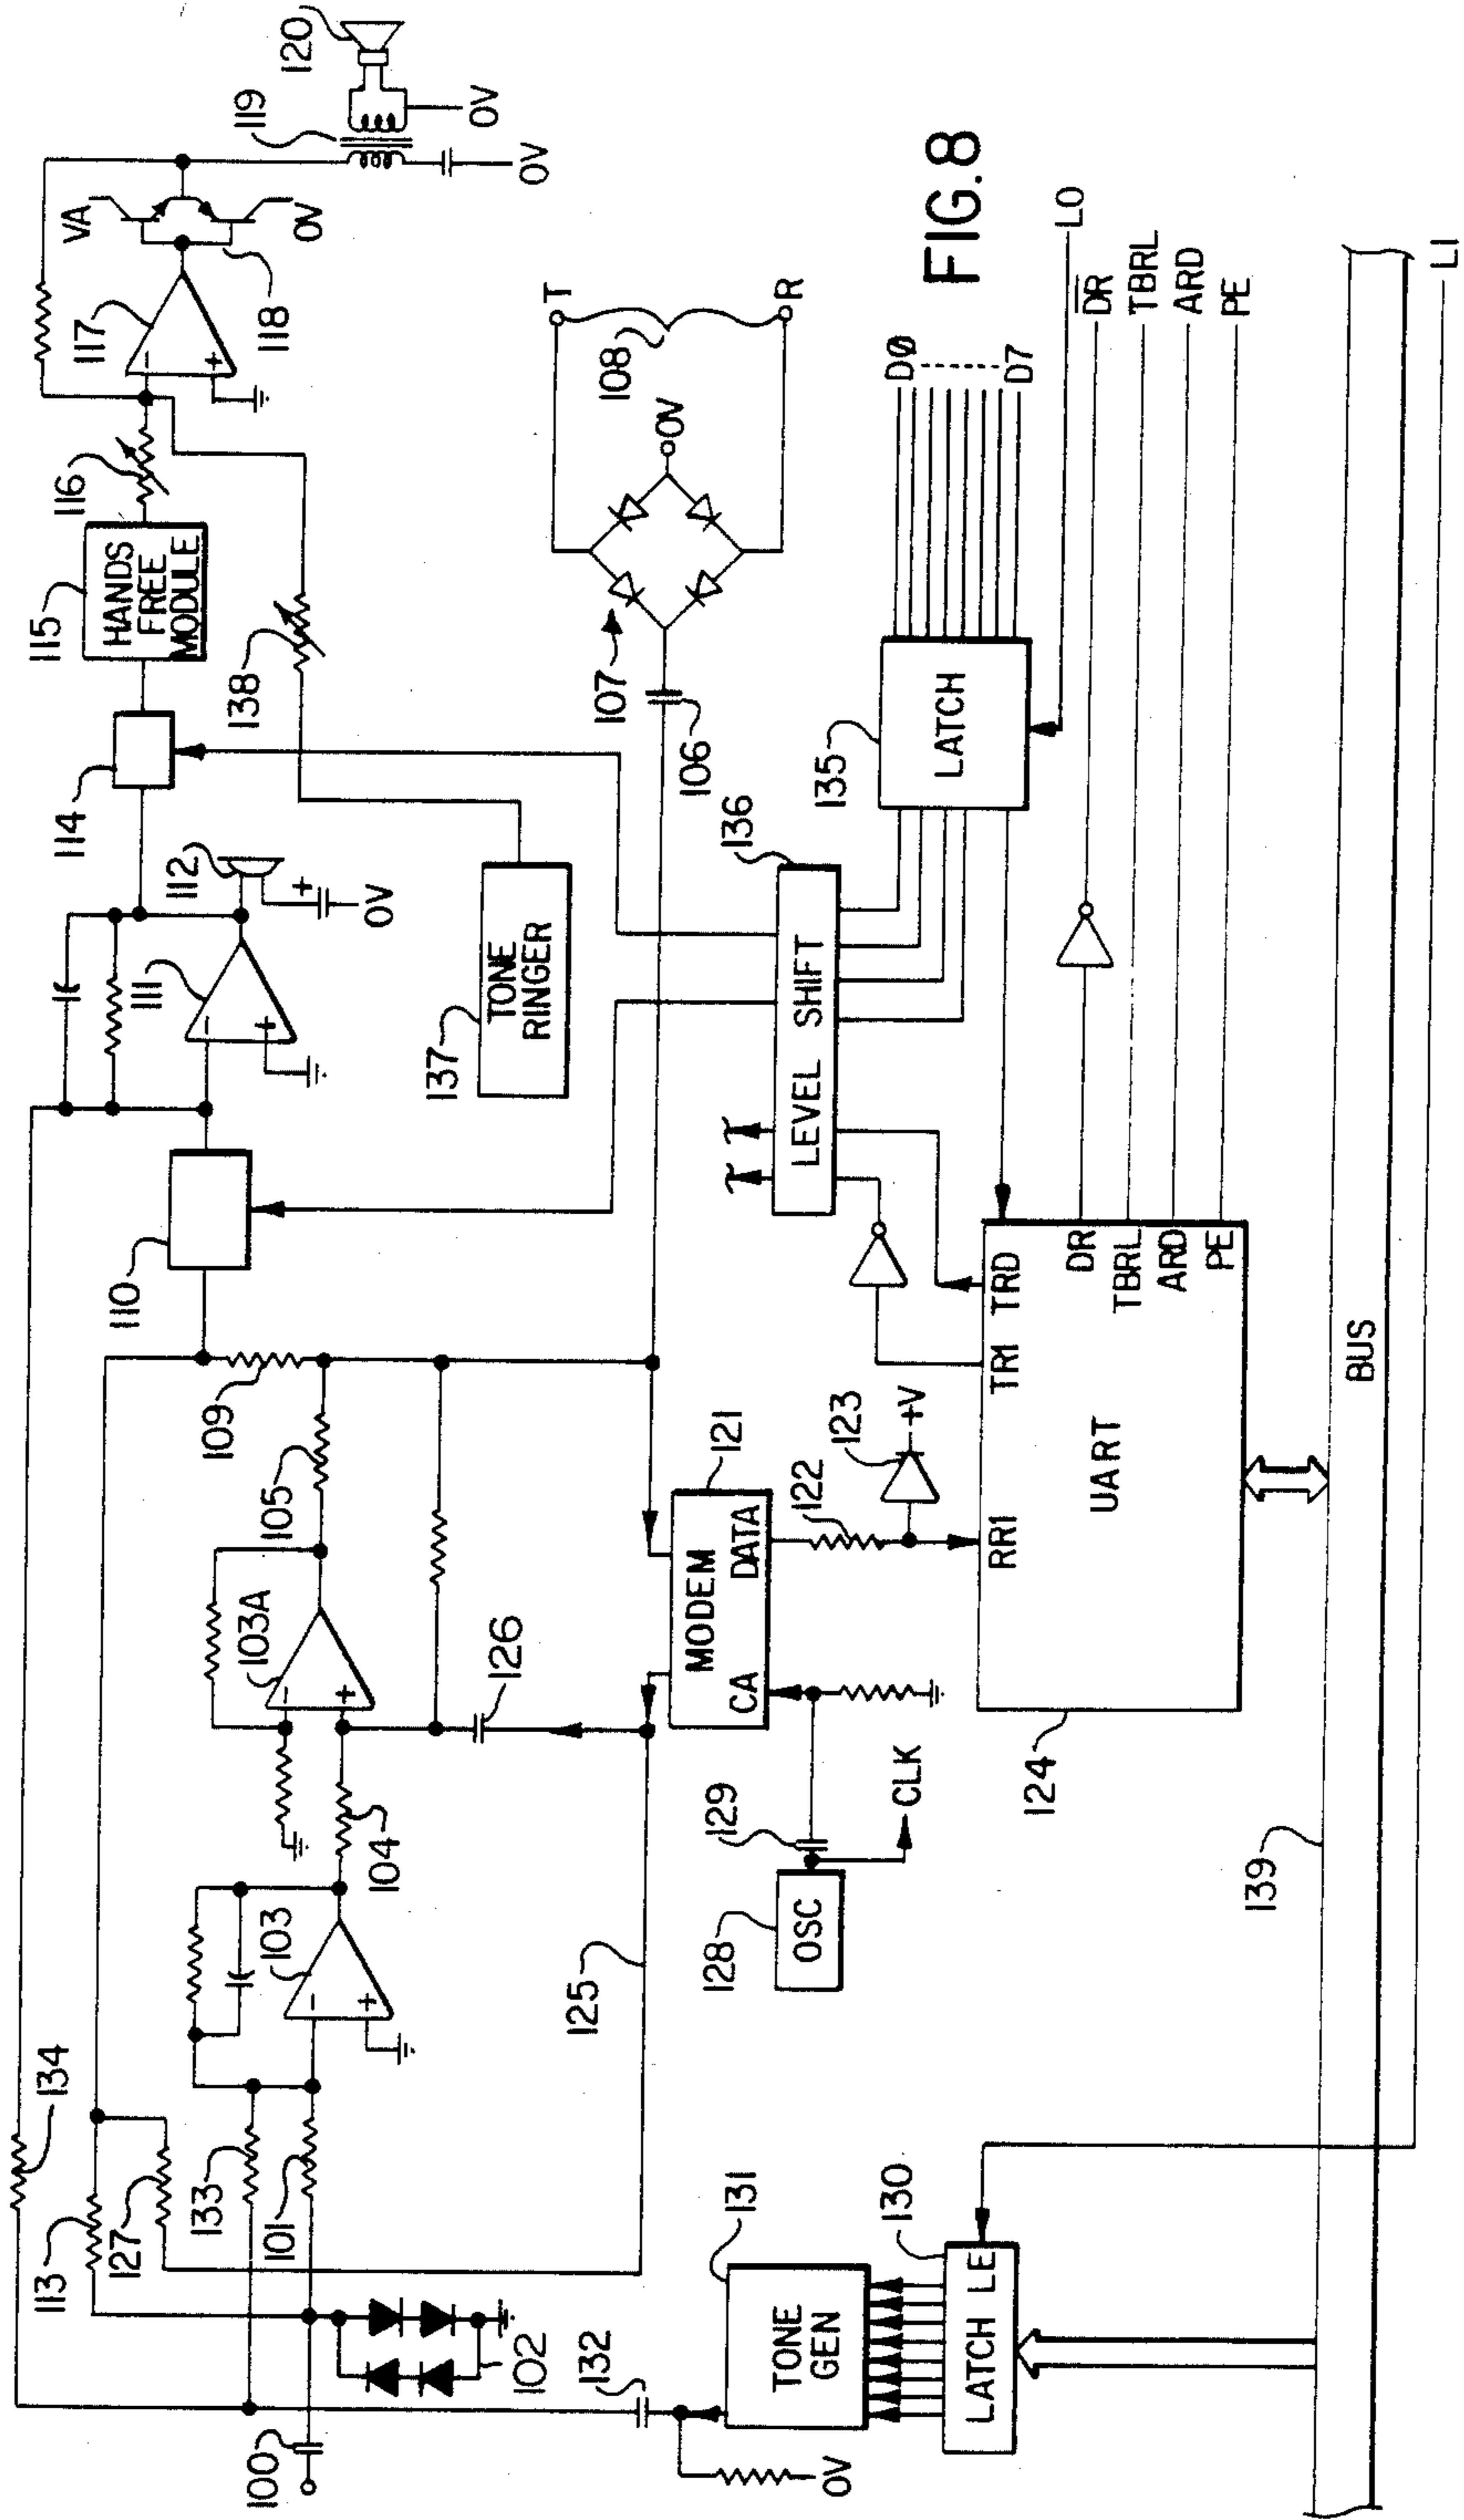 134
113
127
133
101
100
102
132
131
TONE
GEN
0V
130
LATCH LE
103
104
103A
105
109
110
111
112
+
0V
114
115
HANDS
FREE
MODULE
116
117
118
VA
0V
119
0V
120
0V
138
137
TONE
RINGER
125
126
121
MODEM
CA
DATA
122
123
+V
128
OSC
129
CLK
106
107
108
T
R
0V
136
LEVEL SHIFT
135
LATCH
DØ
D7
LO
124
UART
RR1
TR1
TRD
DR
TBRL
ARD
PE
DR
TBRL
ARD
PE
139
BUS
L1
FIG. 8